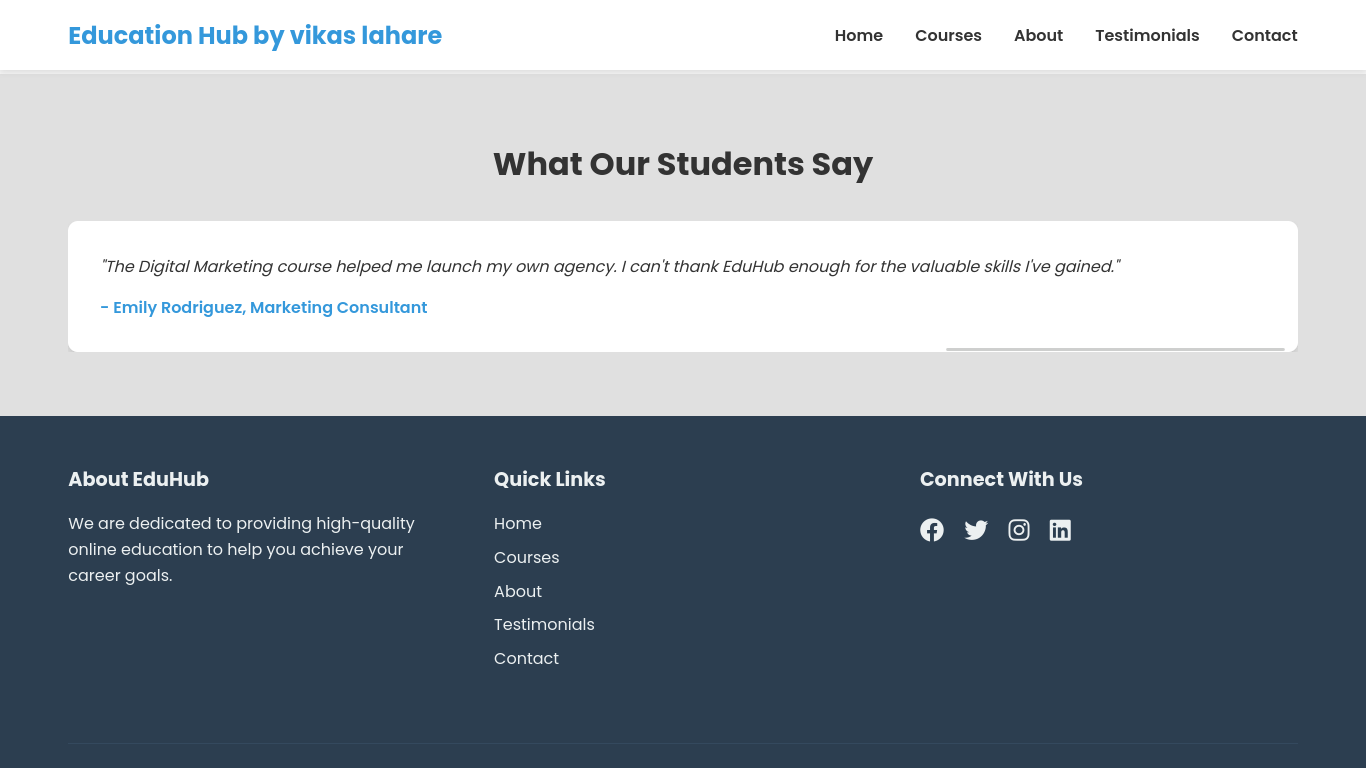 Education Hub by vikas lahare
Home Courses About Testimonials Contact
What Our Students Say
"The Digital Marketing course helped me launch my own agency. I can't thank EduHub enough for the valuable skills I've gained."
- Emily Rodriguez, Marketing Consultant
About EduHub
We are dedicated to providing high-quality
online education to help you achieve your
career goals.
Quick Links
Home
Courses
About
Testimonials
Contact
Connect With Us